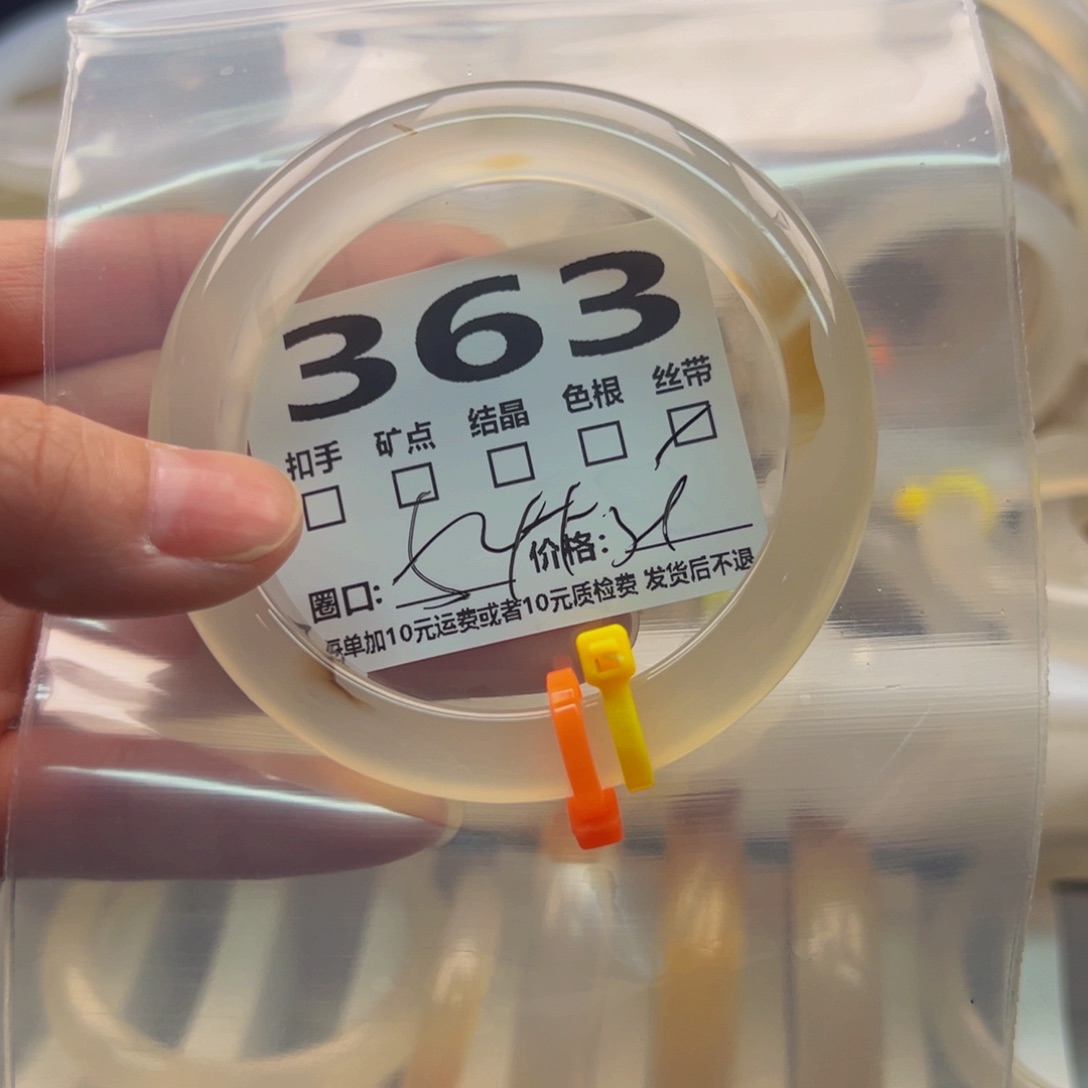 363
扣手 矿点 结晶 色根 丝带
圈口: 价格:
每单加10元运费或者10元质检费 发货后不退